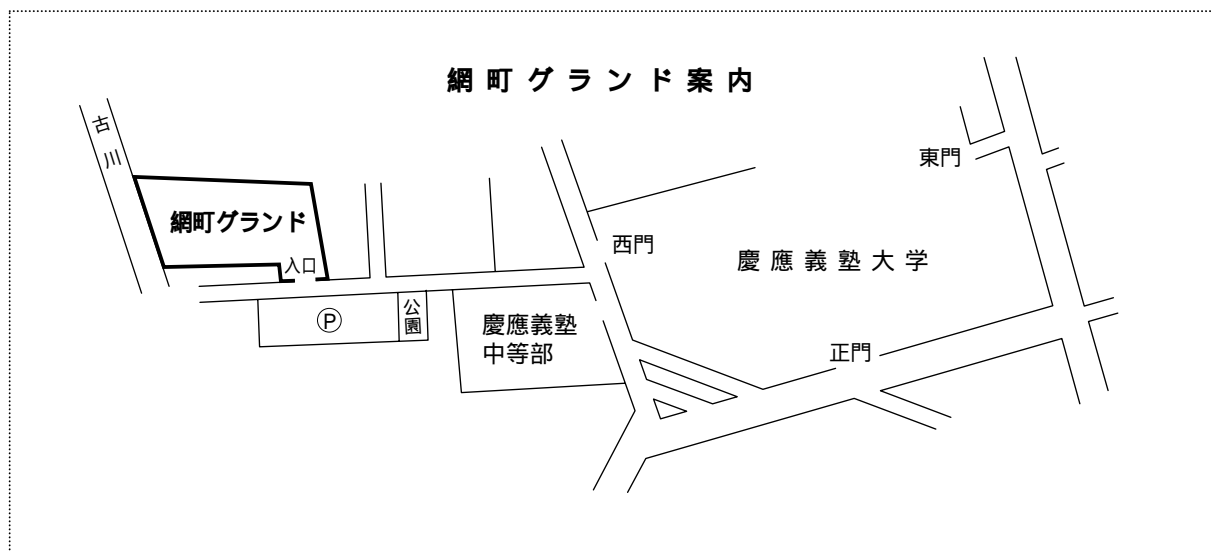 網町グランド案内
古川
東門
網町グランド
西門
慶應義塾大学
入口
公園
Ⓟ
慶應義塾
中等部
正門